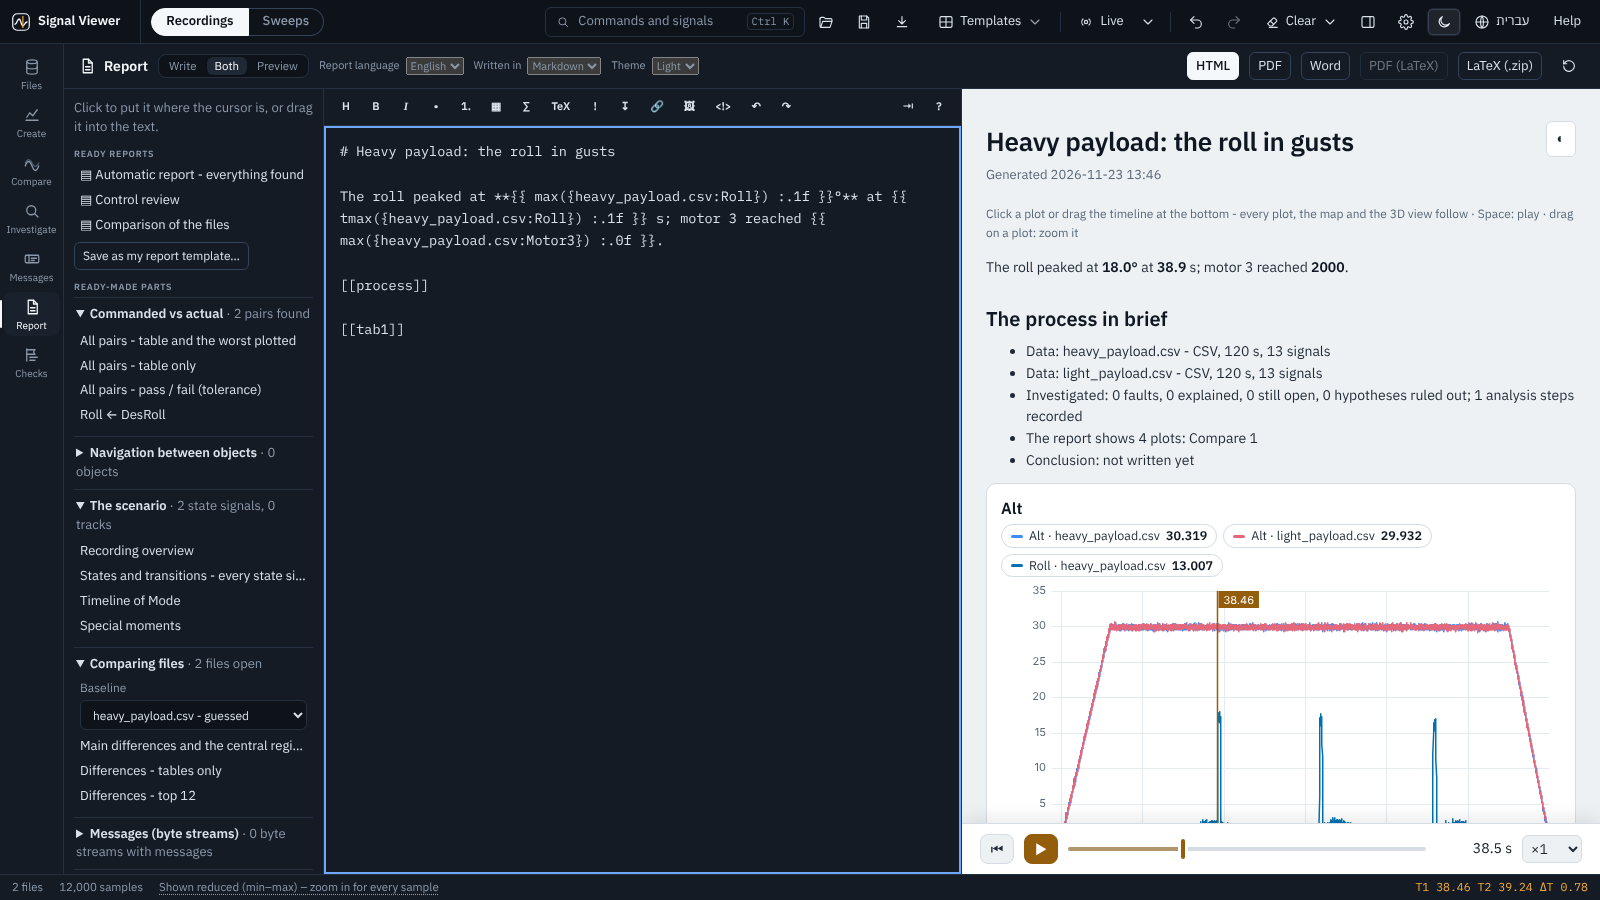 Signal Viewer
Recordings
Sweeps
Commands and signals
Ctrl K
Templates
Live
Clear
עברית
Help
Files
Create
Compare
Investigate
Messages
Report
Checks
Report
Write
Both
Preview
Report language
English
Written in
Markdown
Theme
Light
HTML
PDF
Word
PDF (LaTeX)
LaTeX (.zip)
Click to put it where the cursor is, or drag
it into the text.
READY REPORTS
Automatic report - everything found
Control review
Comparison of the files
Save as my report template...
READY-MADE PARTS
Commanded vs actual · 2 pairs found
All pairs - table and the worst plotted
All pairs - table only
All pairs - pass / fail (tolerance)
Roll ← DesRoll
Navigation between objects · 0
objects
The scenario · 2 state signals, 0
tracks
Recording overview
States and transitions - every state si...
Timeline of Mode
Special moments
Comparing files · 2 files open
Baseline
heavy_payload.csv - guessed
Main differences and the central regi...
Differences - tables only
Differences - top 12
Messages (byte streams) · 0 byte
streams with messages
H B I • 1. ▦ ∑ TeX ! ↧ </> ↶ ↷ ⇥ ?
# Heavy payload: the roll in gusts
The roll peaked at **{{ max({heavy_payload.csv:Roll}) :.1f }}°** at {{
tmax({heavy_payload.csv:Roll}) :.1f }} s; motor 3 reached {{
max({heavy_payload.csv:Motor3}) :.0f }}.
[[process]]
[[tab1]]
Heavy payload: the roll in gusts
Generated 2026-11-23 13:46
Click a plot or drag the timeline at the bottom - every plot, the map and the 3D view follow · Space: play · drag
on a plot: zoom it
The roll peaked at 18.0° at 38.9 s; motor 3 reached 2000.
The process in brief
• Data: heavy_payload.csv - CSV, 120 s, 13 signals
• Data: light_payload.csv - CSV, 120 s, 13 signals
• Investigated: 0 faults, 0 explained, 0 still open, 0 hypotheses ruled out; 1 analysis steps
recorded
• The report shows 4 plots: Compare 1
• Conclusion: not written yet
Alt
Alt · heavy_payload.csv 30.319
Alt · light_payload.csv 29.932
Roll · heavy_payload.csv 13.007
35
38.46
30
25
20
15
10
5
38.5 s
×1
2 files
12,000 samples
Shown reduced (min–max) – zoom in for every sample
T1 38.46 T2 39.24 ΔT 0.78